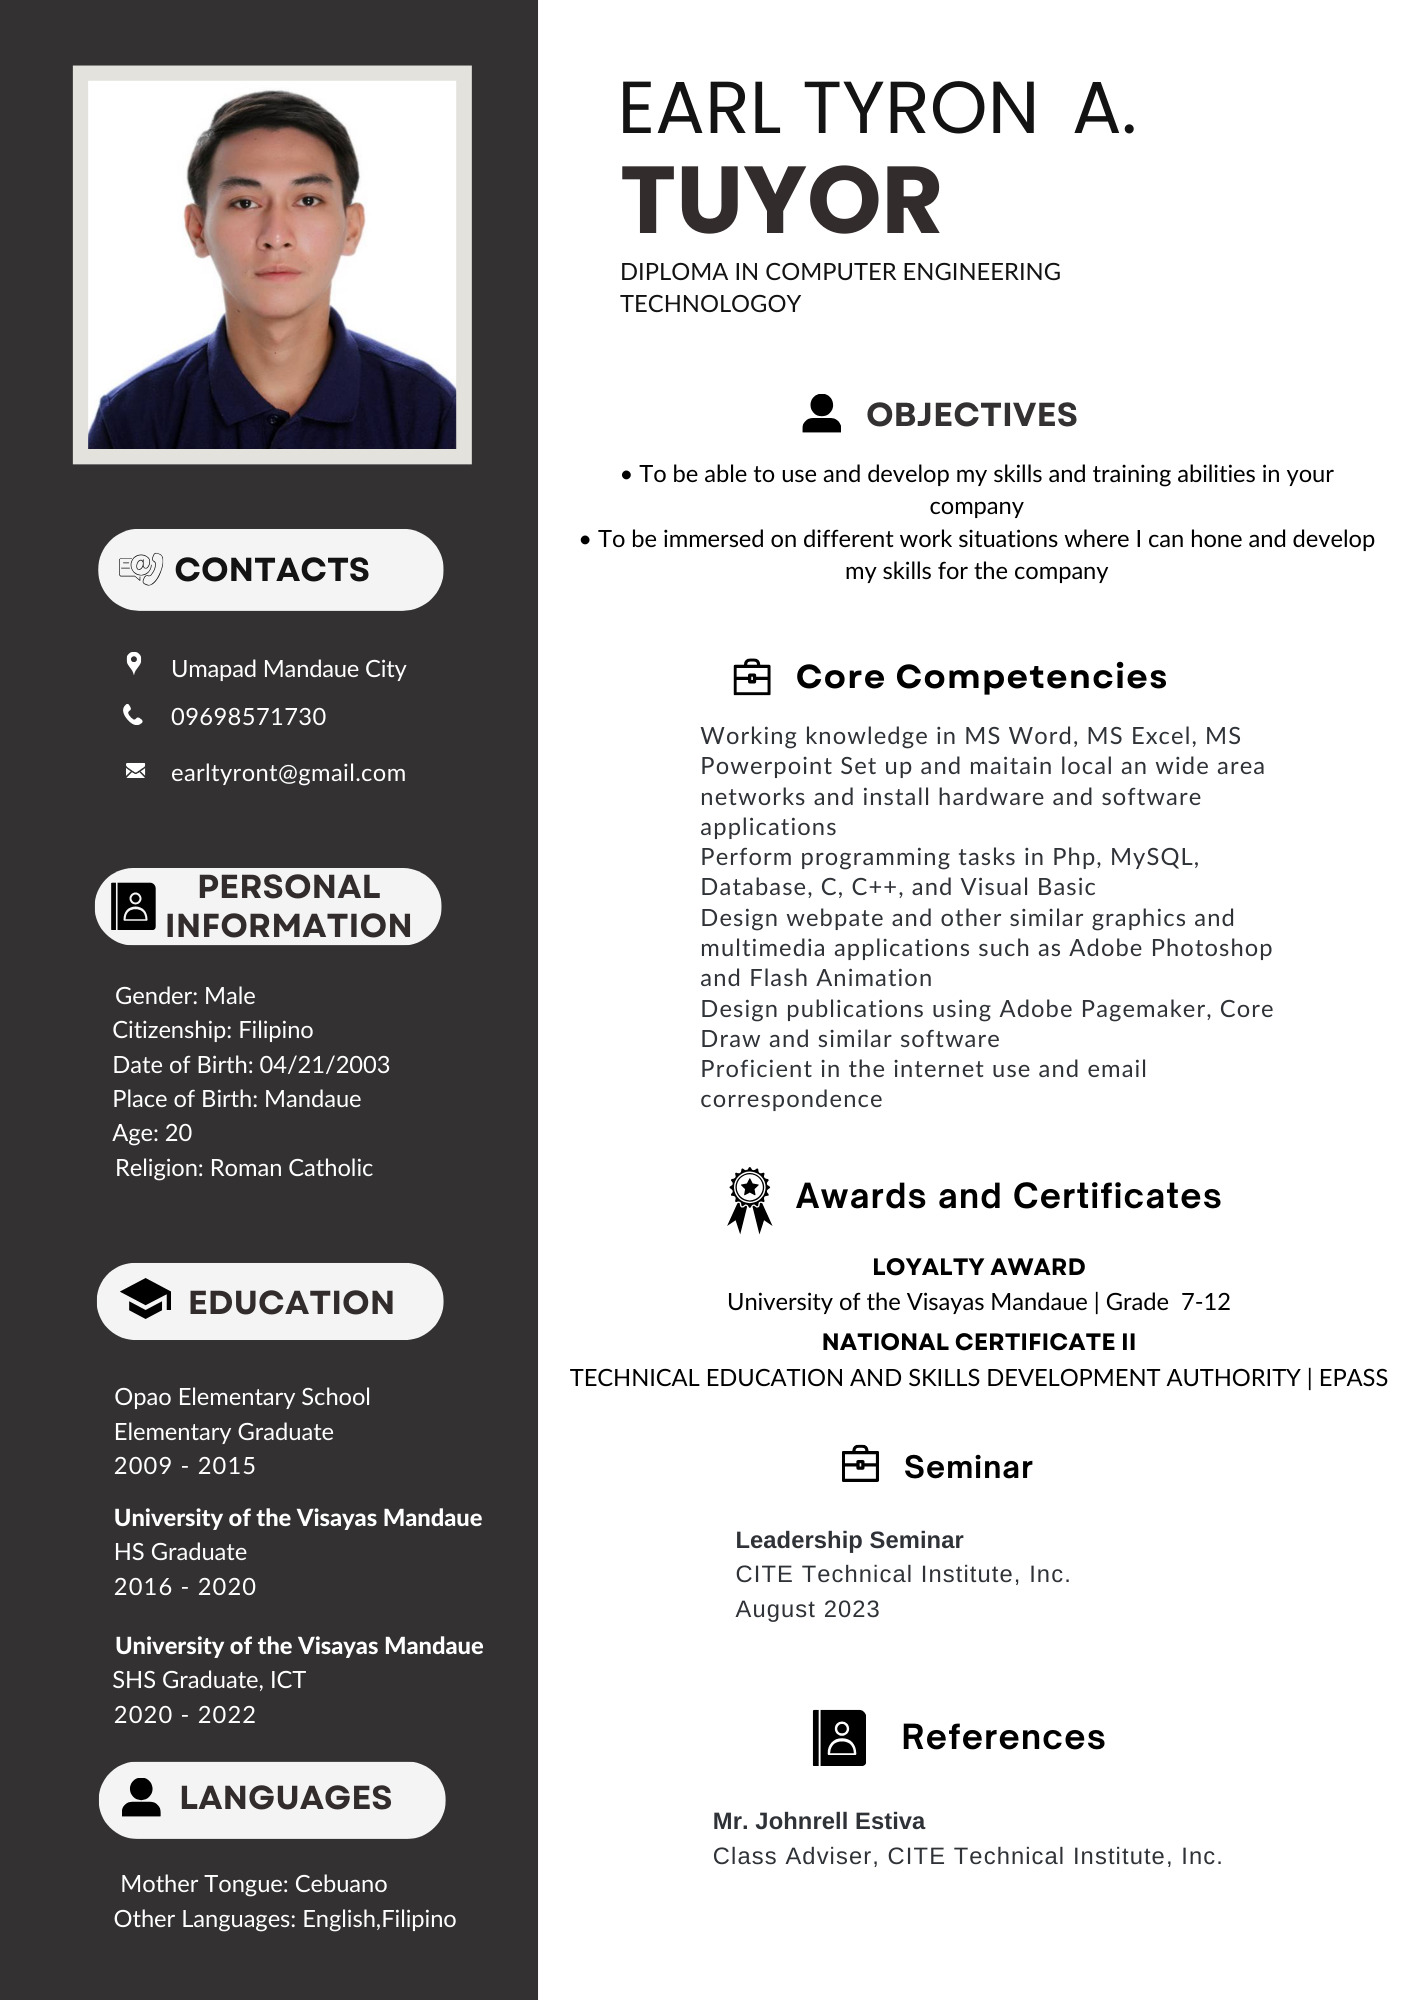 EARL TYRON A.
TUYOR
DIPLOMA IN COMPUTER ENGINEERING
TECHNOLOGOY
CONTACTS
Umapad Mandaue City
09698571730
earltyront@gmail.com
PERSONAL
INFORMATION
Gender: Male
Citizenship: Filipino
Date of Birth: 04/21/2003
Place of Birth: Mandaue
Age: 20
Religion: Roman Catholic
EDUCATION
Opao Elementary School
Elementary Graduate
2009 - 2015
University of the Visayas Mandaue
HS Graduate
2016 - 2020
University of the Visayas Mandaue
SHS Graduate, ICT
2020 - 2022
LANGUAGES
Mother Tongue: Cebuano
Other Languages: English,Filipino
OBJECTIVES
• To be able to use and develop my skills and training abilities in your
company
• To be immersed on different work situations where I can hone and develop
my skills for the company
Core Competencies
Working knowledge in MS Word, MS Excel, MS
Powerpoint Set up and maitain local an wide area
networks and install hardware and software
applications
Perform programming tasks in Php, MySQL,
Database, C, C++, and Visual Basic
Design webpate and other similar graphics and
multimedia applications such as Adobe Photoshop
and Flash Animation
Design publications using Adobe Pagemaker, Core
Draw and similar software
Proficient in the internet use and email
correspondence
Awards and Certificates
LOYALTY AWARD
University of the Visayas Mandaue | Grade 7-12
NATIONAL CERTIFICATE II
TECHNICAL EDUCATION AND SKILLS DEVELOPMENT AUTHORITY | EPASS
Seminar
Leadership Seminar
CITE Technical Institute, Inc.
August 2023
References
Mr. Johnrell Estiva
Class Adviser, CITE Technical Institute, Inc.